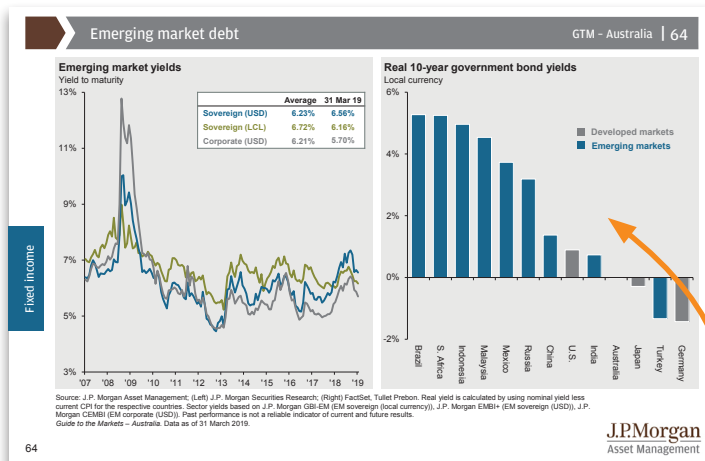 Emerging market debt
GTM – Australia | 64
Fixed income
Emerging market yields
Yield to maturity
13%
11%
9%
7%
5%
3%
Average 31 Mar 19
Sovereign (USD) 6.23% 6.56%
Sovereign (LCL) 6.72% 6.16%
Corporate (USD) 6.21% 5.70%
'07 '08 '09 '10 '11 '12 '13 '14 '15 '16 '17 '18 '19
Real 10-year government bond yields
Local currency
6%
4%
2%
0%
-2%
Developed markets
Emerging markets
Brazil
S. Africa
Indonesia
Malaysia
Mexico
Russia
China
U.S.
India
Australia
Japan
Turkey
Germany
Source: J.P. Morgan Asset Management; (Left) J.P. Morgan Securities Research; (Right) FactSet, Tullet Prebon. Real yield is calculated by using nominal yield less
current CPI for the respective countries. Sector yields based on J.P. Morgan GBI-EM (EM sovereign (local currency)), J.P. Morgan EMBI+ (EM sovereign (USD)), J.P.
Morgan CEMBI (EM corporate (USD)). Past performance is not a reliable indicator of current and future results.
Guide to the Markets – Australia. Data as of 31 March 2019.
64
J.P.Morgan
Asset Management